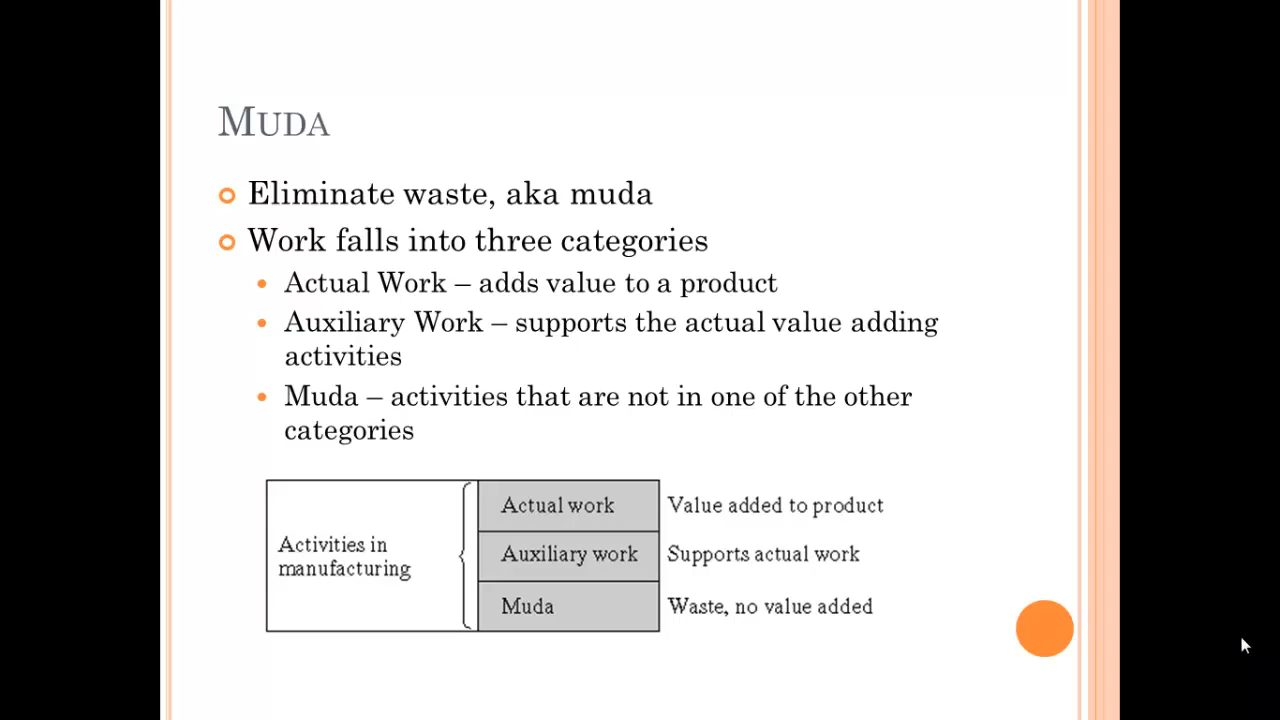 MUDA
Eliminate waste, aka muda
Work falls into three categories
Actual Work – adds value to a product
Auxiliary Work – supports the actual value adding
activities
Muda – activities that are not in one of the other
categories
Activities in
manufacturing
Actual work
Value added to product
Auxiliary work
Supports actual work
Muda
Waste, no value added